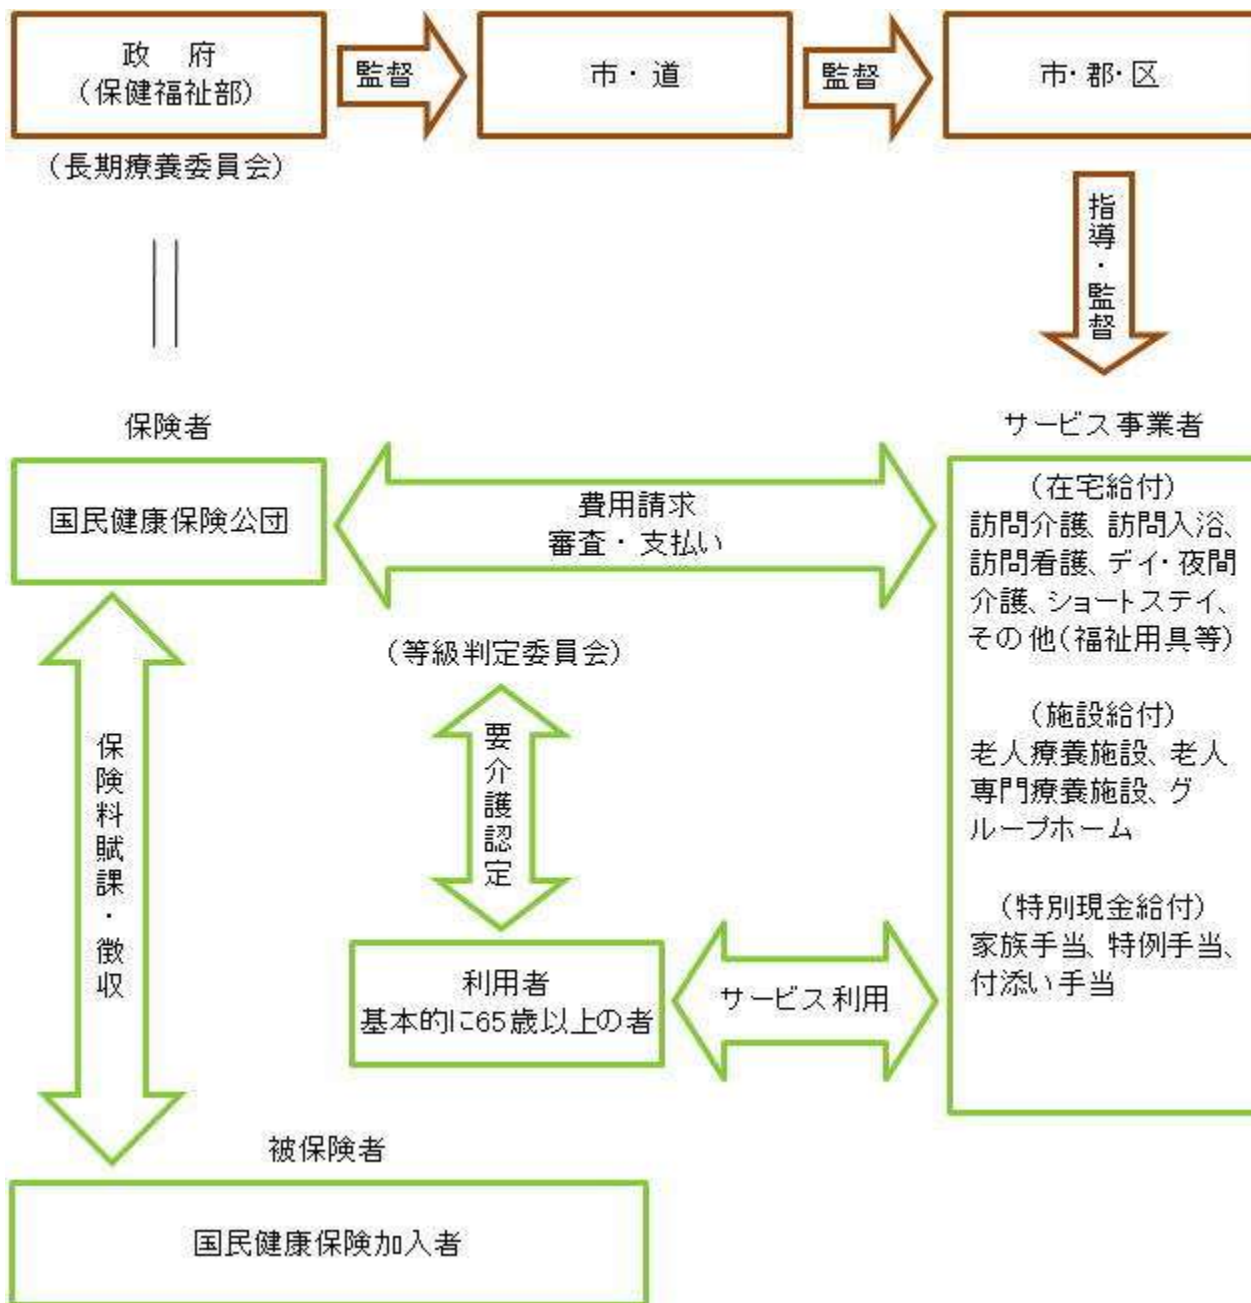 政　府
（保健福祉部）
監督
市・道
監督
市・郡・区
（長期療養委員会）
指導・監督
保険者
サービス事業者
国民健康保険公団
費用請求
審査・支払い
（在宅給付）
訪問介護、訪問入浴、
訪問看護、デイ・夜間
介護、ショートステイ、
その他（福祉用具等）
（等級判定委員会）
（施設給付）
老人療養施設、老人
専門療養施設、グ
ループホーム
要介護認定
保険料賦課・徴収
（特別現金給付）
家族手当、特例手当、
付添い手当
利用者
基本的に65歳以上の者
サービス利用
被保険者
国民健康保険加入者